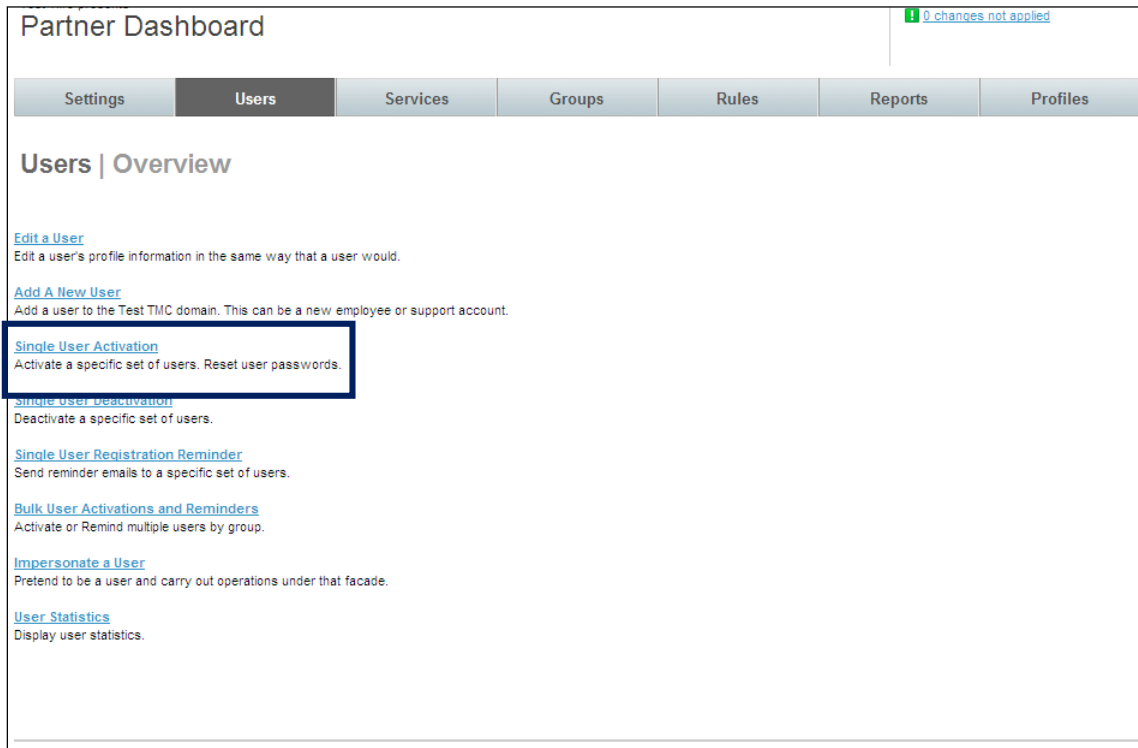 Partner Dashboard
0 changes not applied
Settings Users Services Groups Rules Reports Profiles
Users | Overview
Edit a User
Edit a user's profile information in the same way that a user would.
Add A New User
Add a user to the Test TMC domain. This can be a new employee or support account.
Single User Activation
Activate a specific set of users. Reset user passwords.
Single User Deactivation
Deactivate a specific set of users.
Single User Registration Reminder
Send reminder emails to a specific set of users.
Bulk User Activations and Reminders
Activate or Remind multiple users by group.
Impersonate a User
Pretend to be a user and carry out operations under that facade.
User Statistics
Display user statistics.